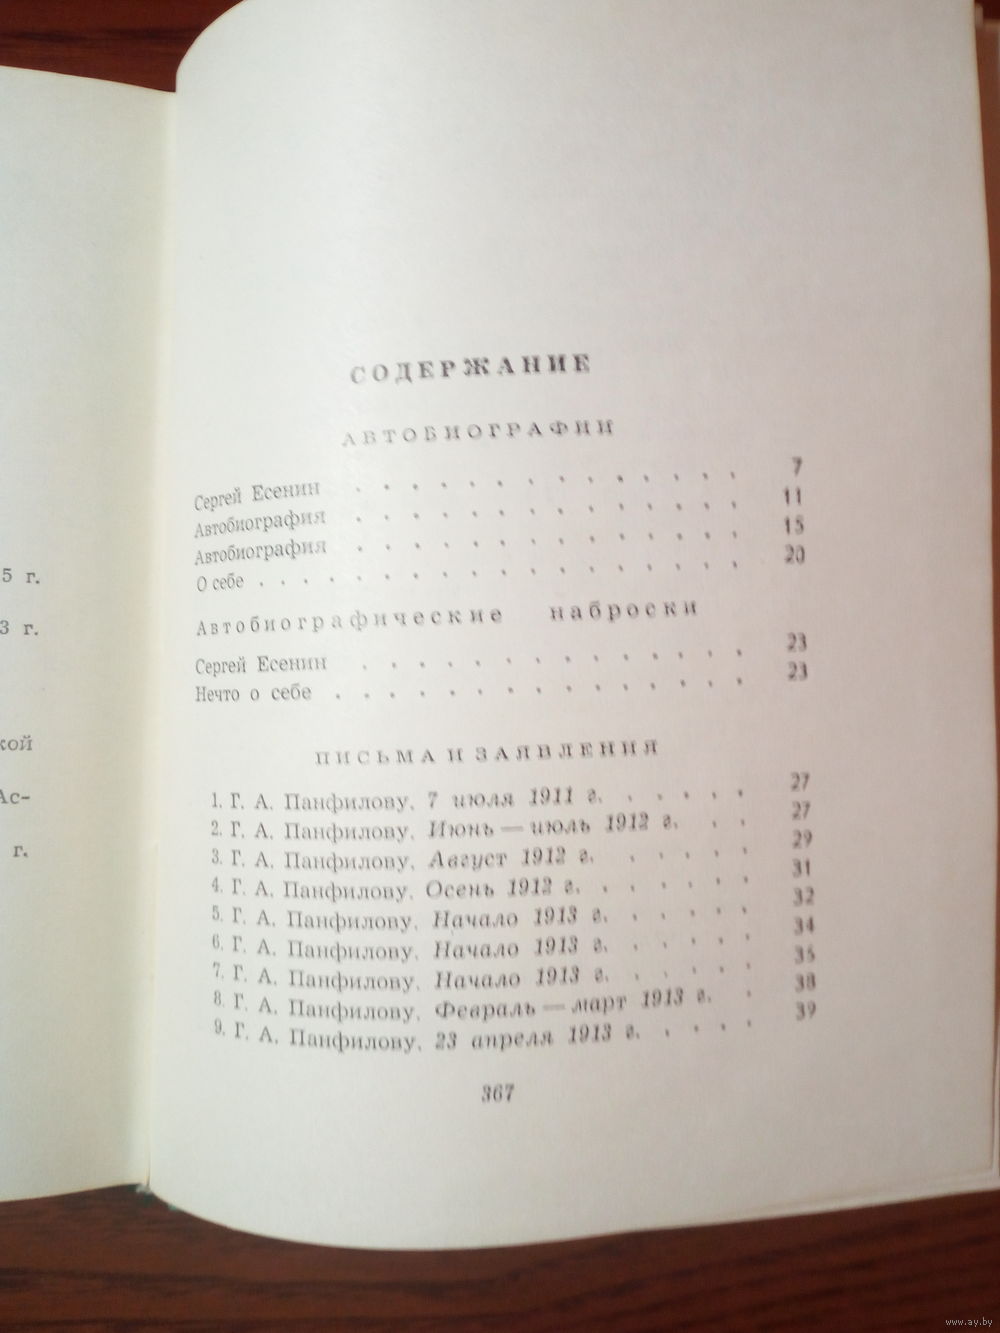 5 г.
3 г.
кой
Ас-
г.
СОДЕРЖАНИЕ
АВТОБИОГРАФИИ
Сергей Есенин . . . . . . . . . . . . . . 7
Автобиография . . . . . . . . . . . . . . 11
Автобиография . . . . . . . . . . . . . . 15
О себе . . . . . . . . . . . . . . . . . . 20
Автобиографические наброски
Сергей Есенин . . . . . . . . . . . . . . 23
Нечто о себе . . . . . . . . . . . . . . . 23
ПИСЬМА И ЗАЯВЛЕНИЯ
1. Г. А. Панфилову, 7 июля 1911 г. . . . . . 27
2. Г. А. Панфилову, Июнь — июль 1912 г. . . 27
3. Г. А. Панфилову, Август 1912 г. . . . . . 29
4. Г. А. Панфилову, Осень 1912 г. . . . . . . 31
5. Г. А. Панфилову, Начало 1913 г. . . . . . 32
6. Г. А. Панфилову, Начало 1913 г. . . . . . 34
7. Г. А. Панфилову, Начало 1913 г. . . . . . 35
8. Г. А. Панфилову, Февраль — март 1913 г. . 38
9. Г. А. Панфилову, 23 апреля 1913 г. . . . . 39
367
www.ay.by